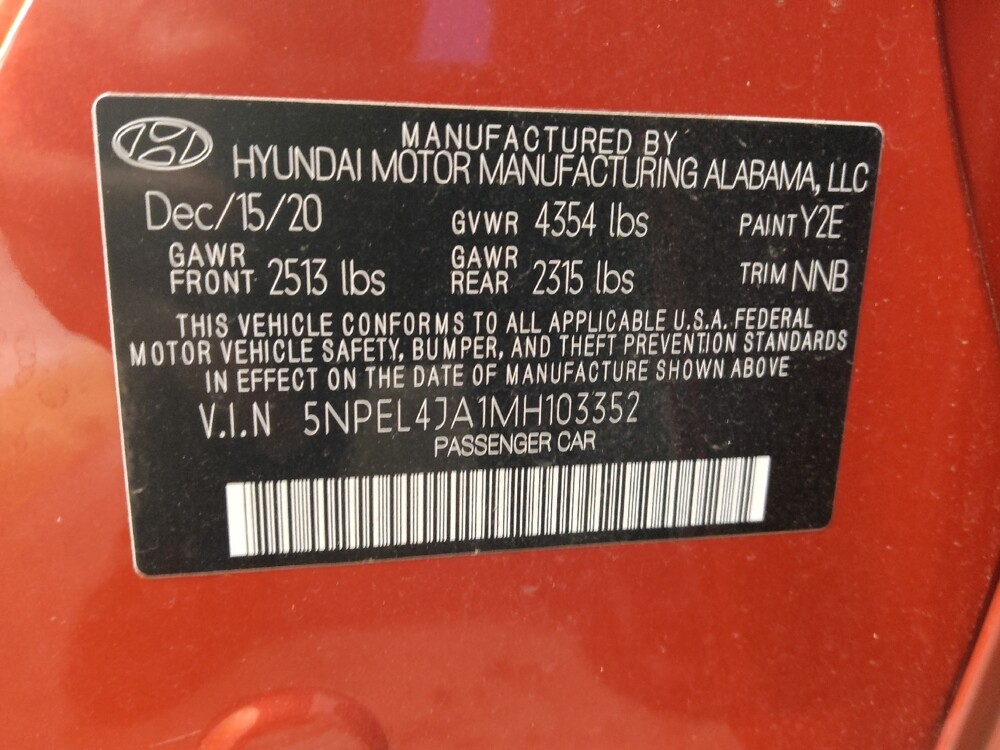 MANUFACTURED BY
HYUNDAI MOTOR MANUFACTURING ALABAMA, LLC
Dec/15/20 GVWR 4354 lbs PAINT Y2E
GAWR FRONT 2513 lbs GAWR REAR 2315 lbs TRIM NNB
THIS VEHICLE CONFORMS TO ALL APPLICABLE U.S.A. FEDERAL
MOTOR VEHICLE SAFETY, BUMPER, AND THEFT PREVENTION STANDARDS
IN EFFECT ON THE DATE OF MANUFACTURE SHOWN ABOVE
V.I.N 5NPEL4JA1MH103352
PASSENGER CAR